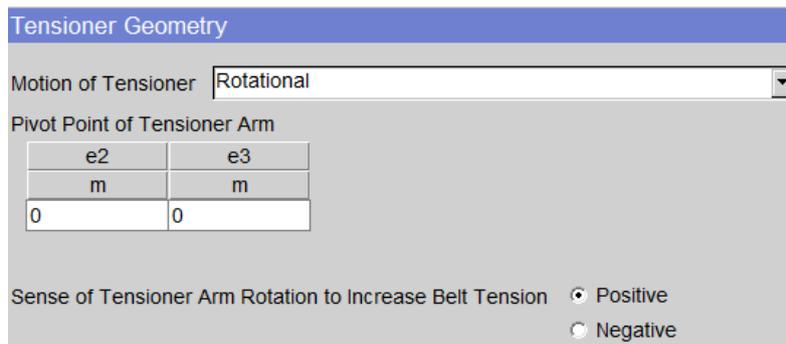 Tensioner Geometry
Motion of Tensioner Rotational
Pivot Point of Tensioner Arm
e2 e3
m m
0 0
Sense of Tensioner Arm Rotation to Increase Belt Tension Positive
Negative